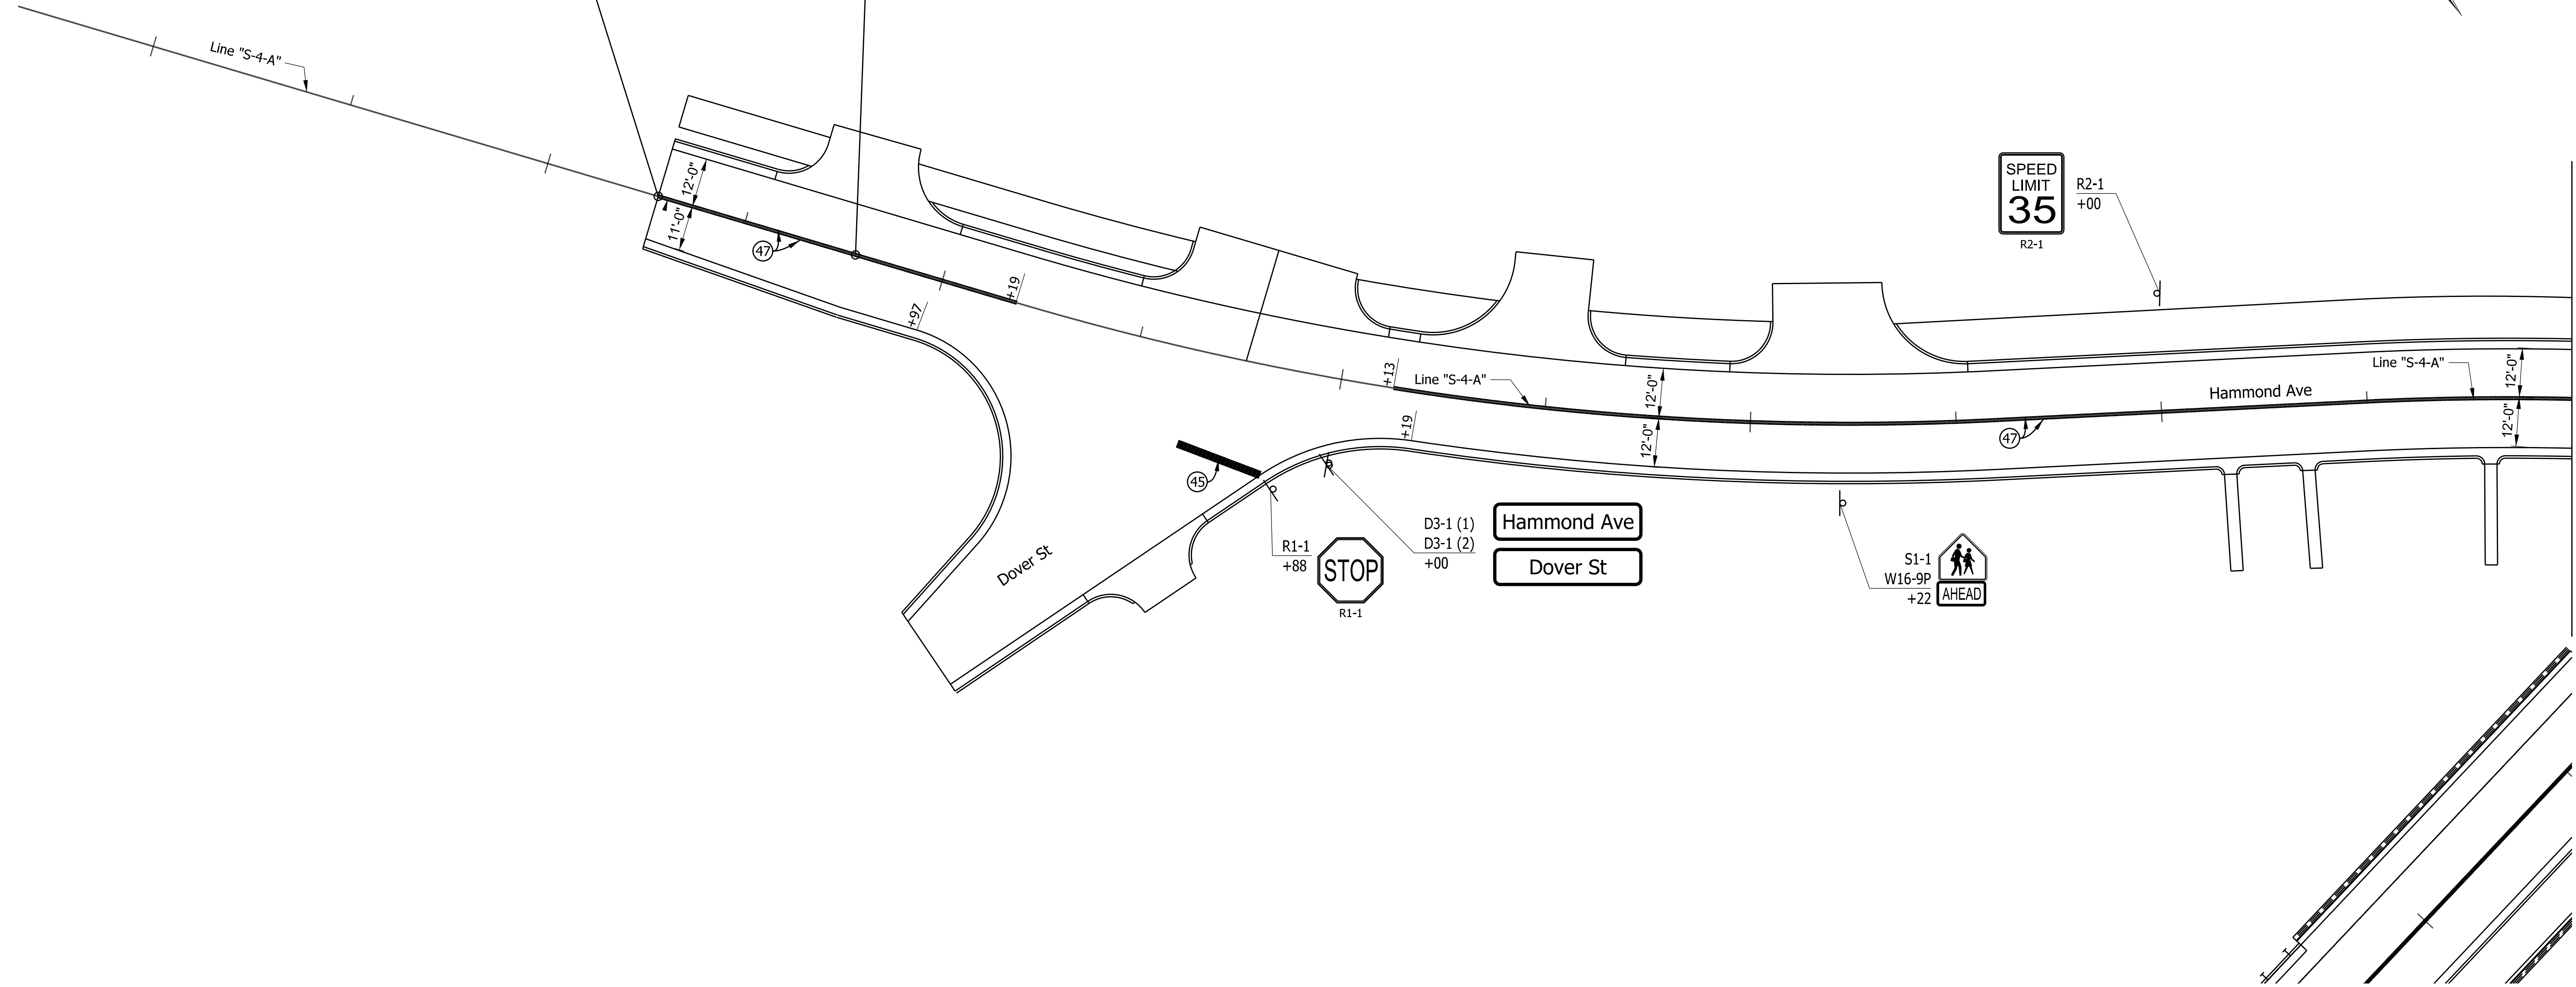 Line "S-4-A"
12'-0"
11'-0"
47
+19
+97
SPEED
LIMIT
35
R2-1
R2-1
+00
+13
Line "S-4-A"
12'-0"
12'-0"
+19
Hammond Ave
Line "S-4-A"
12'-0"
12'-0"
47
45
Dover St
R1-1
+88
STOP
R1-1
D3-1 (1)
D3-1 (2)
+00
Hammond Ave
Dover St
S1-1
W16-9P
+22
AHEAD